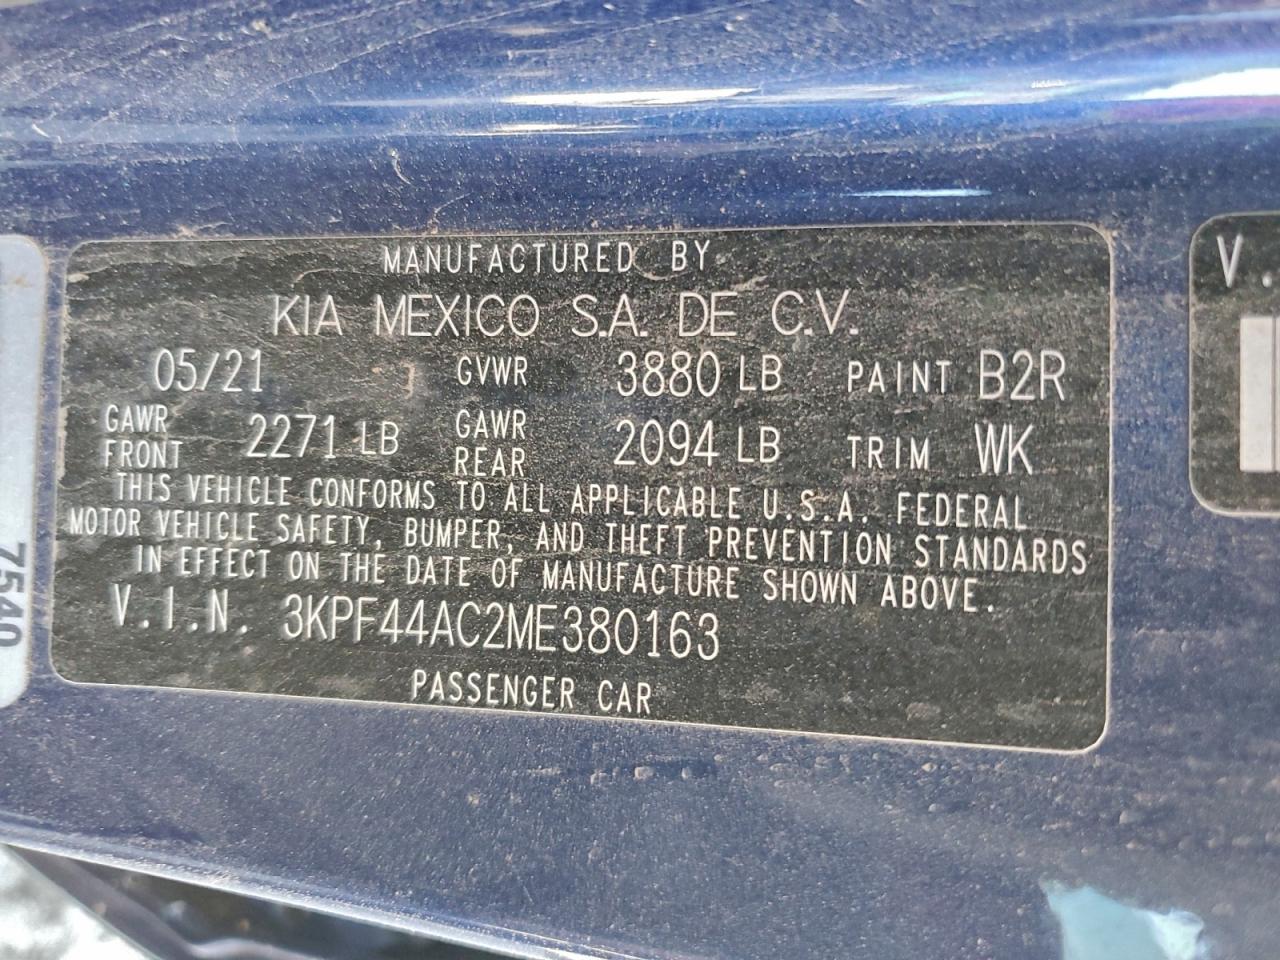 MANUFACTURED BY
KIA MEXICO S.A. DE C.V.
05/21 GVWR 3880 LB PAINT B2R
GAWR FRONT 2271 LB GAWR REAR 2094 LB TRIM WK
THIS VEHICLE CONFORMS TO ALL APPLICABLE U.S.A. FEDERAL
MOTOR VEHICLE SAFETY, BUMPER, AND THEFT PREVENTION STANDARDS
IN EFFECT ON THE DATE OF MANUFACTURE SHOWN ABOVE.
V.I.N. 3KPF44AC2ME380163
PASSENGER CAR
7540
V.